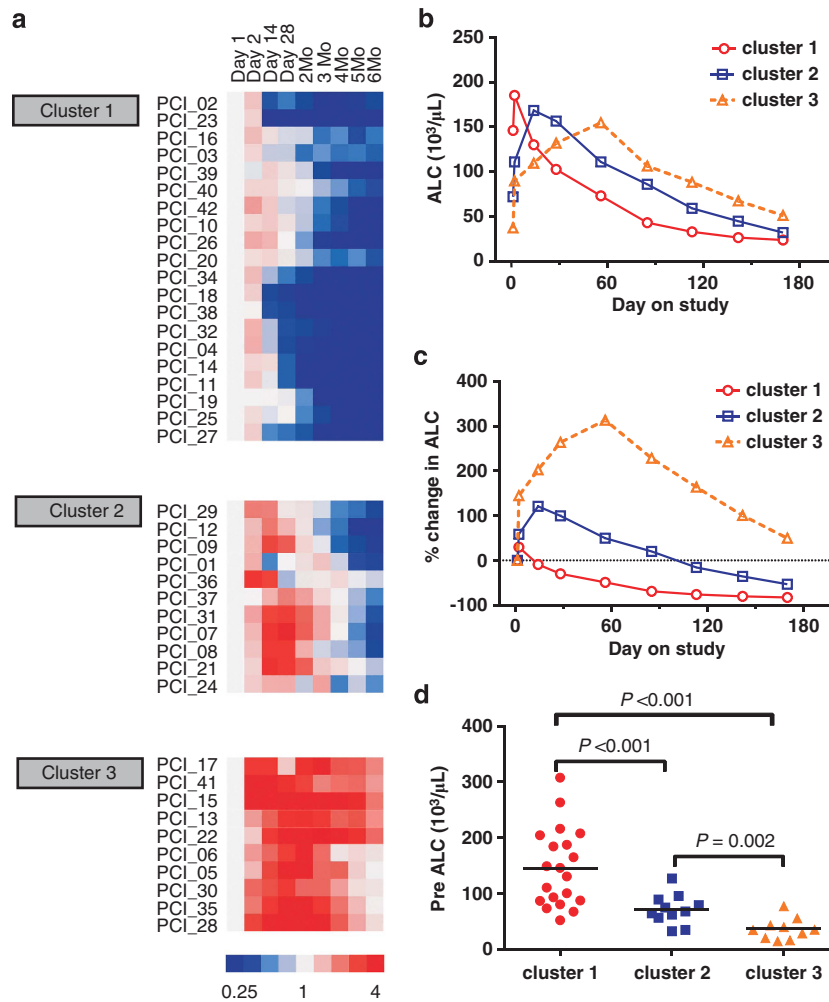 a
Day 1
Day 2
Day 14
Day 28
2Mo
3 Mo
4Mo
5Mo
6Mo
Cluster 1
PCI_02
PCI_23
PCI_16
PCI_03
PCI_39
PCI_40
PCI_42
PCI_10
PCI_26
PCI_20
PCI_34
PCI_18
PCI_38
PCI_32
PCI_04
PCI_14
PCI_11
PCI_19
PCI_25
PCI_27
Cluster 2
PCI_29
PCI_12
PCI_09
PCI_01
PCI_36
PCI_37
PCI_31
PCI_07
PCI_08
PCI_21
PCI_24
Cluster 3
PCI_17
PCI_41
PCI_15
PCI_13
PCI_22
PCI_06
PCI_05
PCI_30
PCI_35
PCI_28
0.25 1 4
b
ALC (10³/μL)
250
200
150
100
50
0
0 60 120 180
Day on study
cluster 1
cluster 2
cluster 3
c
% change in ALC
400
300
200
100
0
-100
0 60 120 180
Day on study
cluster 1
cluster 2
cluster 3
d
Pre ALC (10³/μL)
400
300
200
100
0
P <0.001
P <0.001
P = 0.002
cluster 1 cluster 2 cluster 3